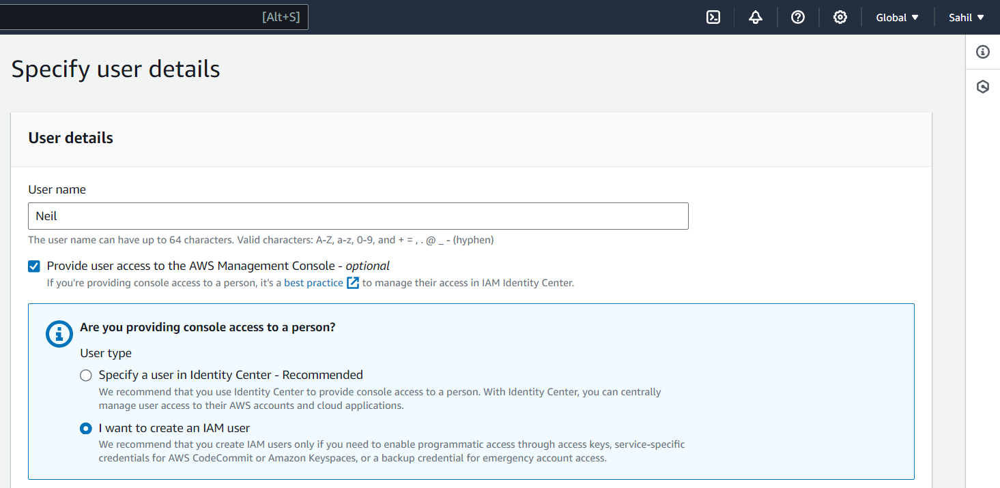 [Alt+S]
Global
Sahil
Specify user details
User details
User name
Neil
The user name can have up to 64 characters. Valid characters: A-Z, a-z, 0-9, and + = , . @ _ - (hyphen)
Provide user access to the AWS Management Console - optional
If you're providing console access to a person, it's a best practice to manage their access in IAM Identity Center.
Are you providing console access to a person?
User type
Specify a user in Identity Center - Recommended
We recommend that you use Identity Center to provide console access to a person. With Identity Center, you can centrally
manage user access to their AWS accounts and cloud applications.
I want to create an IAM user
We recommend that you create IAM users only if you need to enable programmatic access through access keys, service-specific
credentials for AWS CodeCommit or Amazon Keyspaces, or a backup credential for emergency account access.